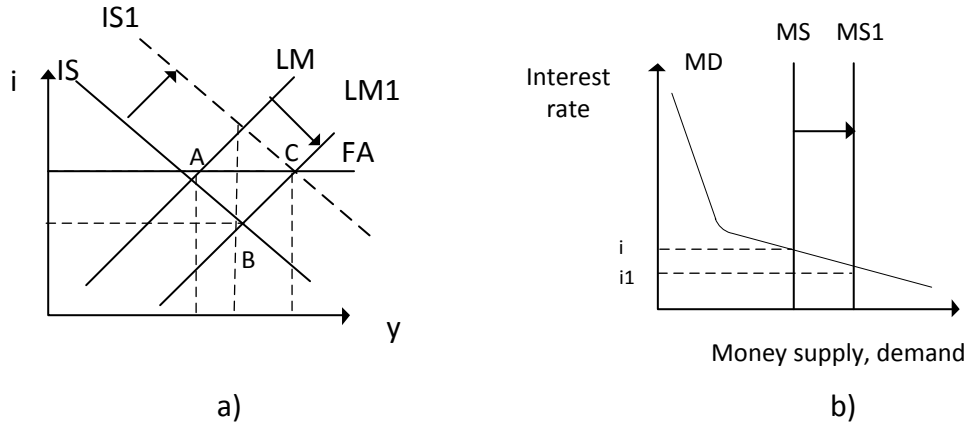 IS1
i
IS
LM
LM1
A
C
FA
B
y
a)
MS
MS1
MD
Interest
rate
i
i1
Money supply, demand
b)